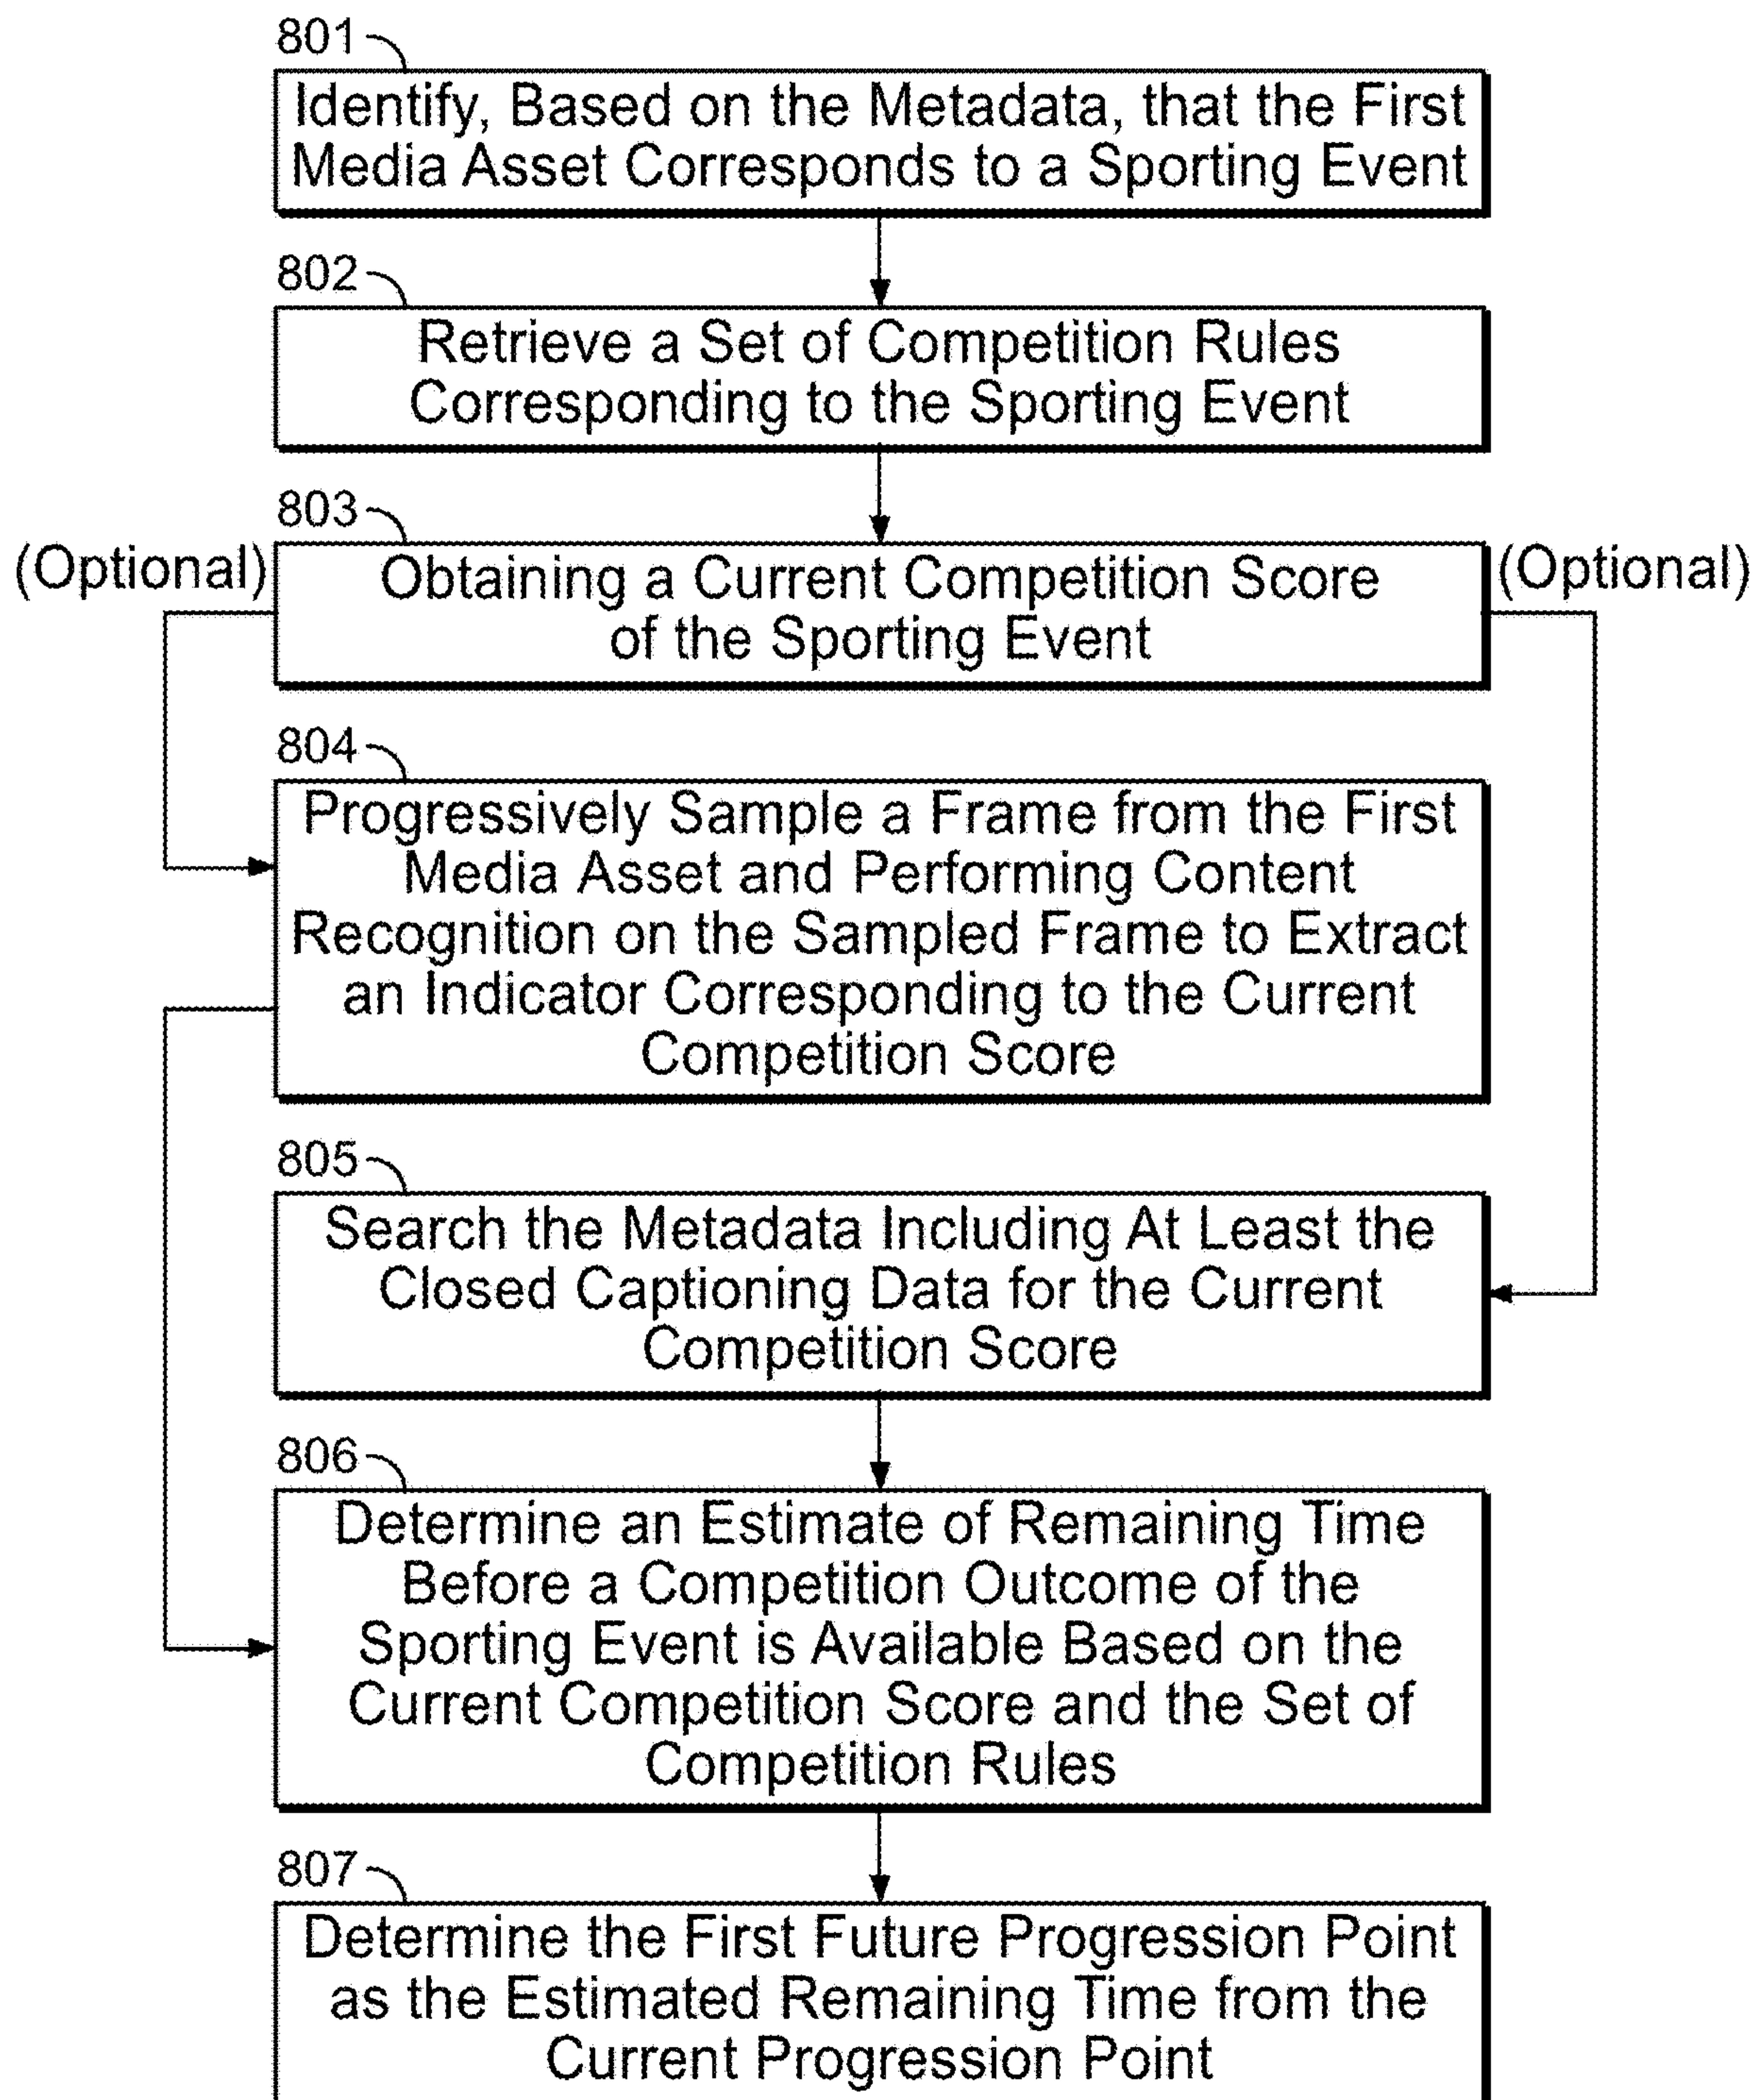 801
Identify, Based on the Metadata, that the First
Media Asset Corresponds to a Sporting Event
802
Retrieve a Set of Competition Rules
Corresponding to the Sporting Event
803
(Optional)
Obtaining a Current Competition Score
of the Sporting Event
(Optional)
804
Progressively Sample a Frame from the First
Media Asset and Performing Content
Recognition on the Sampled Frame to Extract
an Indicator Corresponding to the Current
Competition Score
805
Search the Metadata Including At Least the
Closed Captioning Data for the Current
Competition Score
806
Determine an Estimate of Remaining Time
Before a Competition Outcome of the
Sporting Event is Available Based on the
Current Competition Score and the Set of
Competition Rules
807
Determine the First Future Progression Point
as the Estimated Remaining Time from the
Current Progression Point